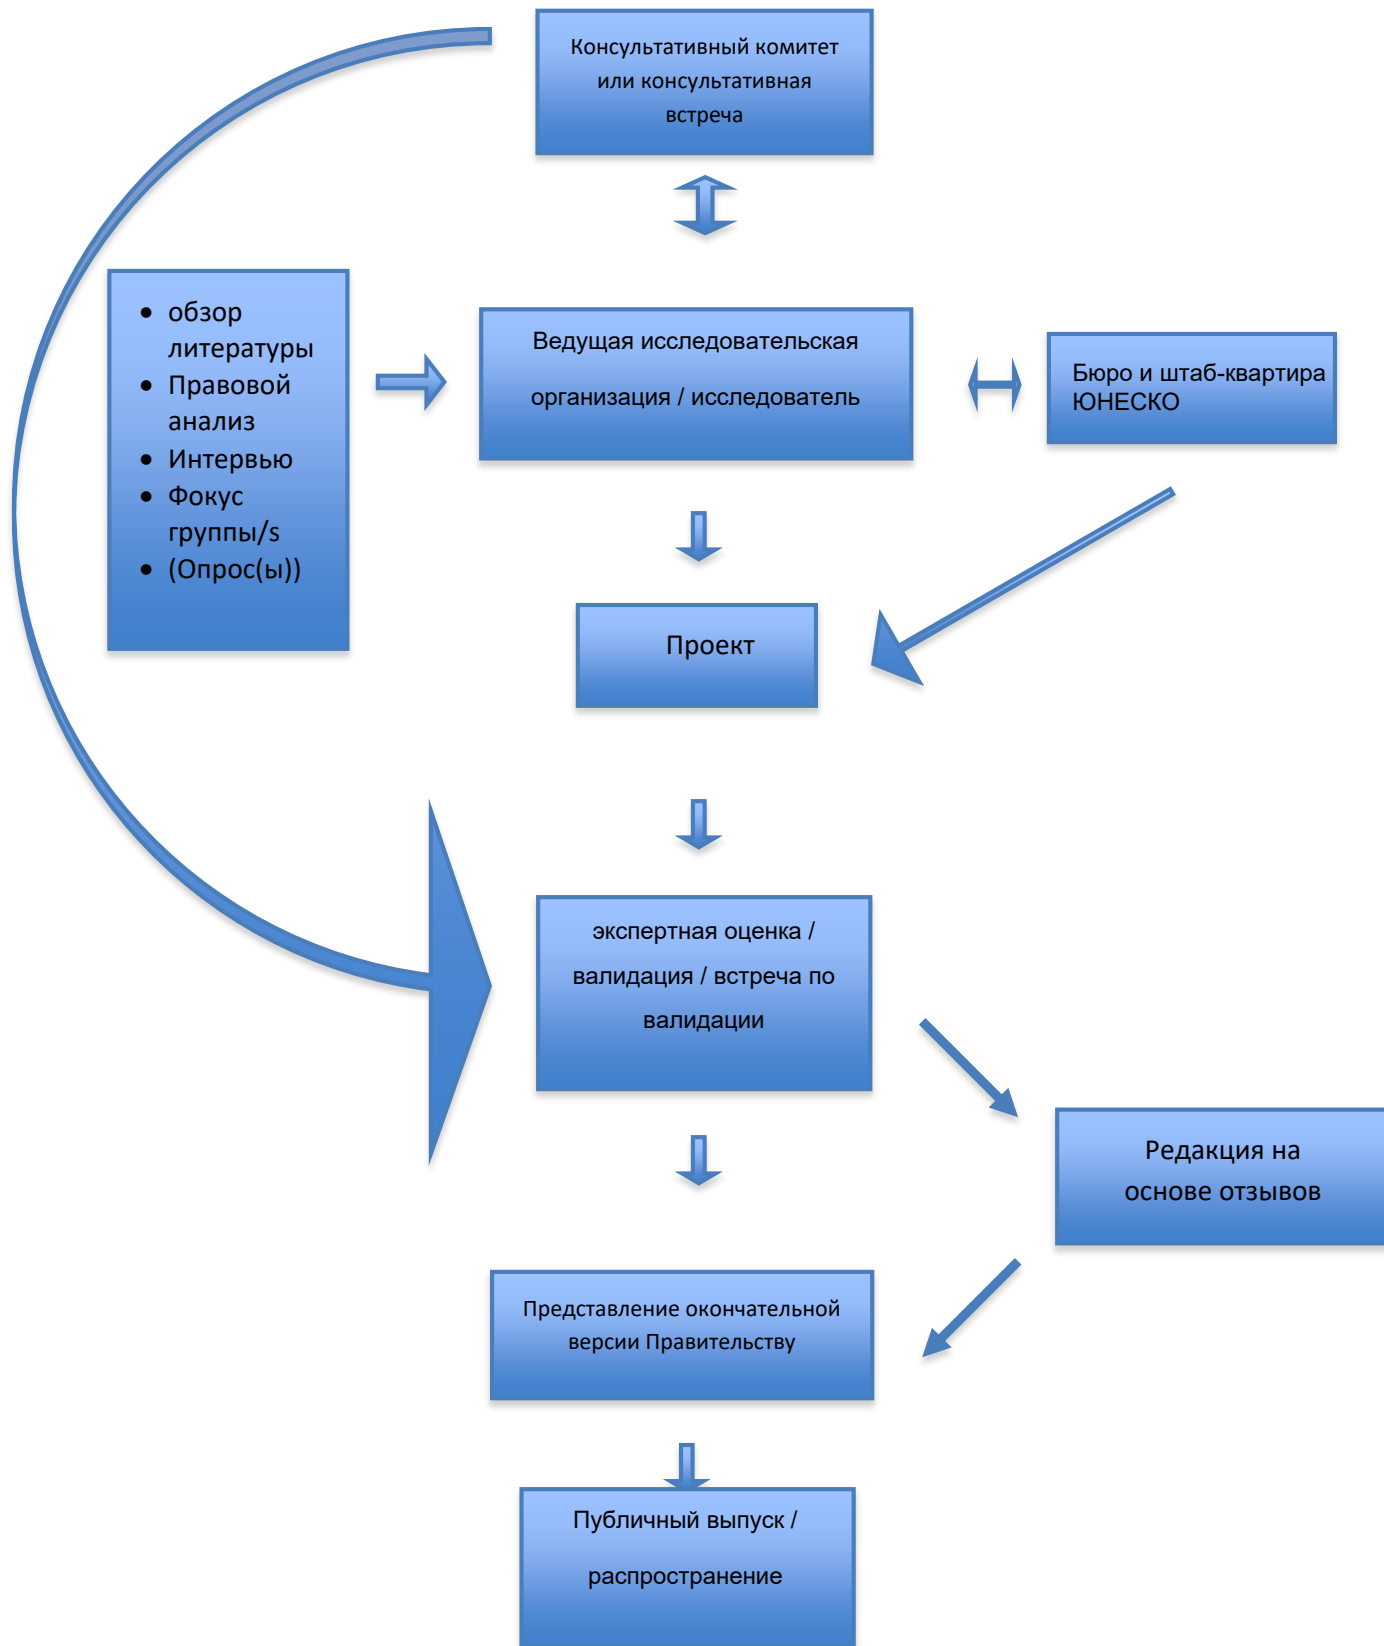 Консультативный комитет
или консультативная
встреча
• обзор
литературы
• Правовой
анализ
• Интервью
• Фокус
группы/s
• (Опрос(ы))
Ведущая исследовательская
организация / исследователь
Бюро и штаб-квартира
ЮНЕСКО
Проект
экспертная оценка /
валидация / встреча по
валидации
Редакция на
основе отзывов
Представление окончательной
версии Правительству
Публичный выпуск /
распространение